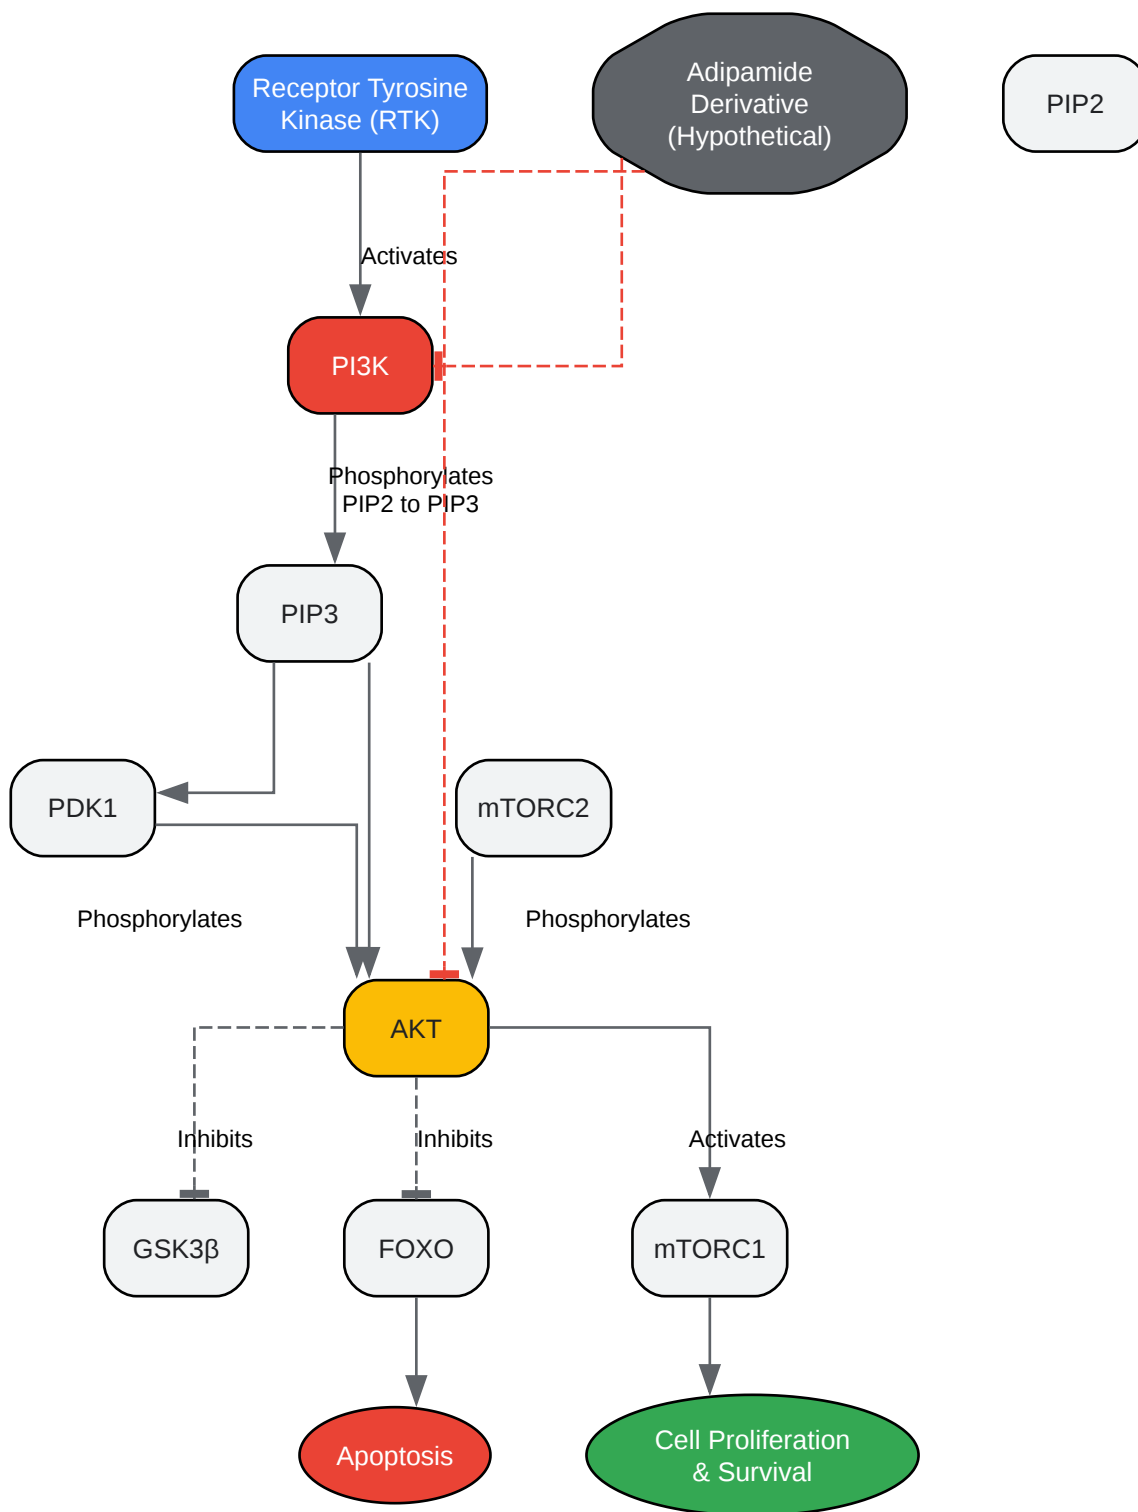 Receptor Tyrosine
Kinase (RTK)
Adipamide
Derivative
(Hypothetical)
PIP2
Activates
PI3K
Phosphorylates
PIP2 to PIP3
PIP3
PDK1
mTORC2
Phosphorylates
Phosphorylates
AKT
Inhibits
Inhibits
Activates
GSK3β
FOXO
mTORC1
Apoptosis
Cell Proliferation
& Survival